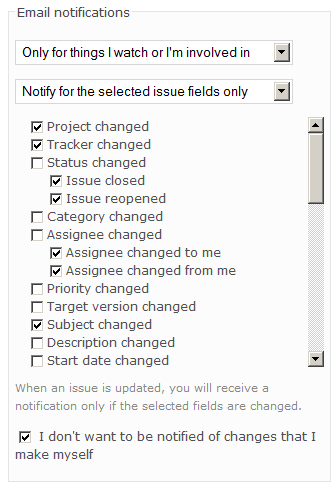 Email notifications
Only for things I watch or I'm involved in
Notify for the selected issue fields only
Project changed
Tracker changed
Status changed
Issue closed
Issue reopened
Category changed
Assignee changed
Assignee changed to me
Assignee changed from me
Priority changed
Target version changed
Subject changed
Description changed
Start date changed
When an issue is updated, you will receive a
notification only if the selected fields are changed.
I don't want to be notified of changes that I
make myself